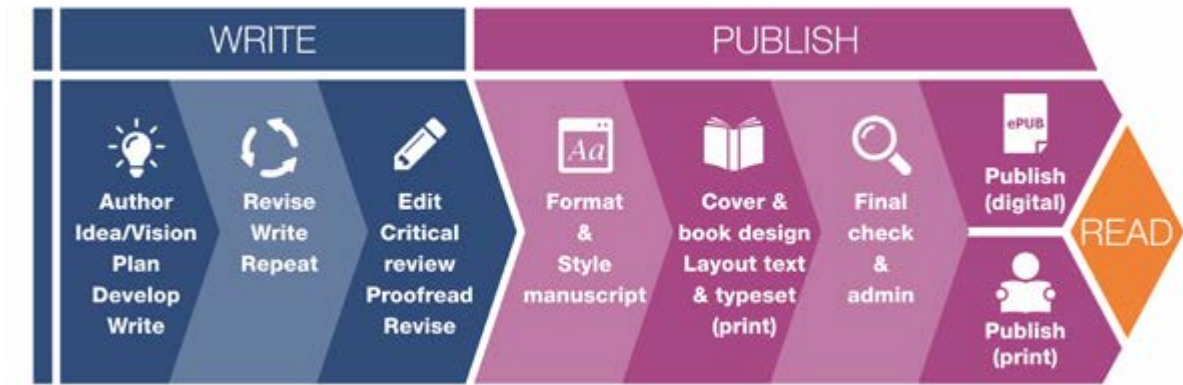 WRITE
PUBLISH
Author
Idea/Vision
Plan
Develop
Write
Revise
Write
Repeat
Edit
Critical
review
Proofread
Revise
Aa
Format
&
Style
manuscript
Cover &
book design
Layout text
& typeset
(print)
Final
check
&
admin
ePUB
Publish
(digital)
Publish
(print)
READ